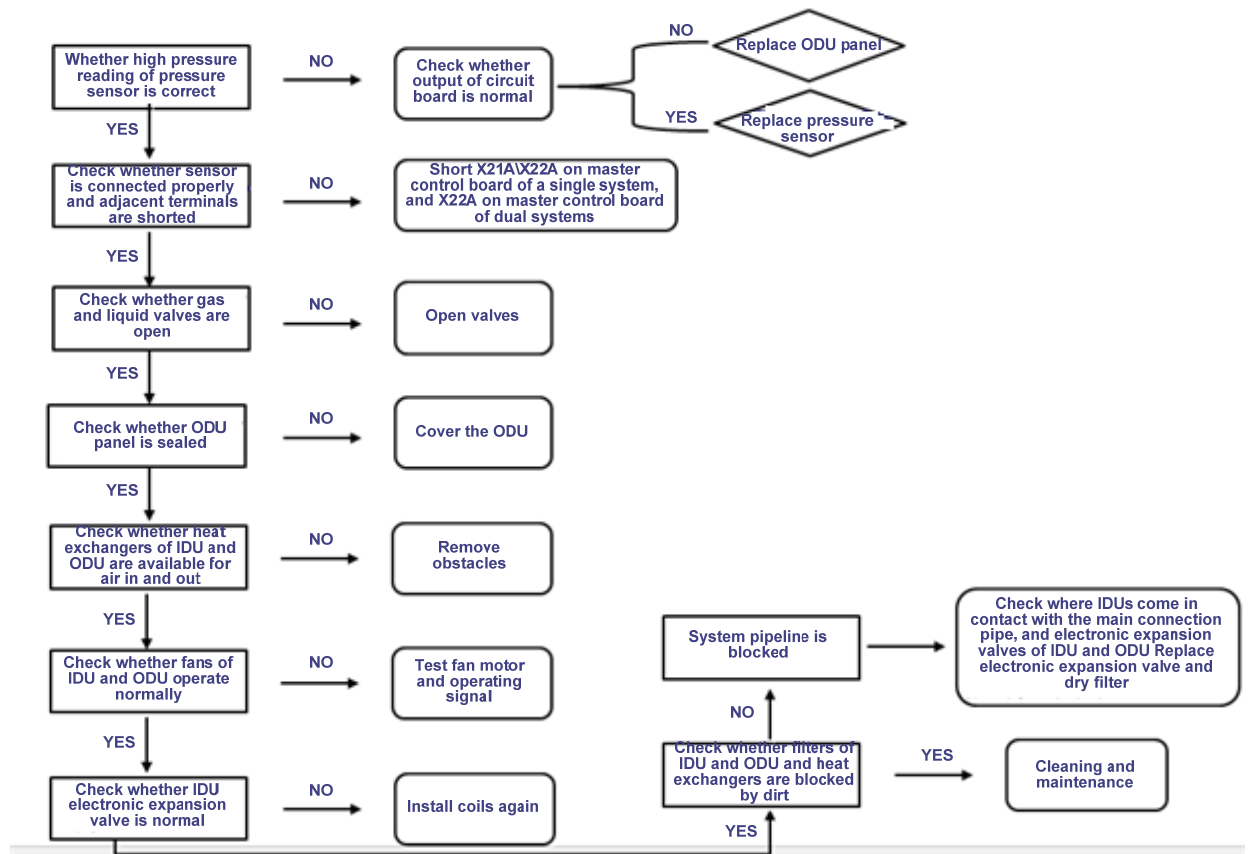 Whether high pressure
reading of pressure
sensor is correct
NO
Check whether
output of circuit
board is normal
NO
Replace ODU panel
YES
Replace pressure
sensor
YES
Check whether sensor
is connected properly
and adjacent terminals
are shorted
NO
Short X21A\X22A on master
control board of a single system,
and X22A on master control board
of dual systems
YES
Check whether gas
and liquid valves are
open
NO
Open valves
YES
Check whether ODU
panel is sealed
NO
Cover the ODU
YES
Check whether heat
exchangers of IDU and
ODU are available for
air in and out
NO
Remove
obstacles
YES
Check whether fans of
IDU and ODU operate
normally
NO
Test fan motor
and operating
signal
YES
Check whether IDU
electronic expansion
valve is normal
NO
Install coils again
YES
Check whether filters of
IDU and ODU and heat
exchangers are blocked
by dirt
YES
Cleaning and
maintenance
NO
System pipeline is
blocked
Check where IDUs come in
contact with the main connection
pipe, and electronic expansion
valves of IDU and ODU Replace
electronic expansion valve and
dry filter